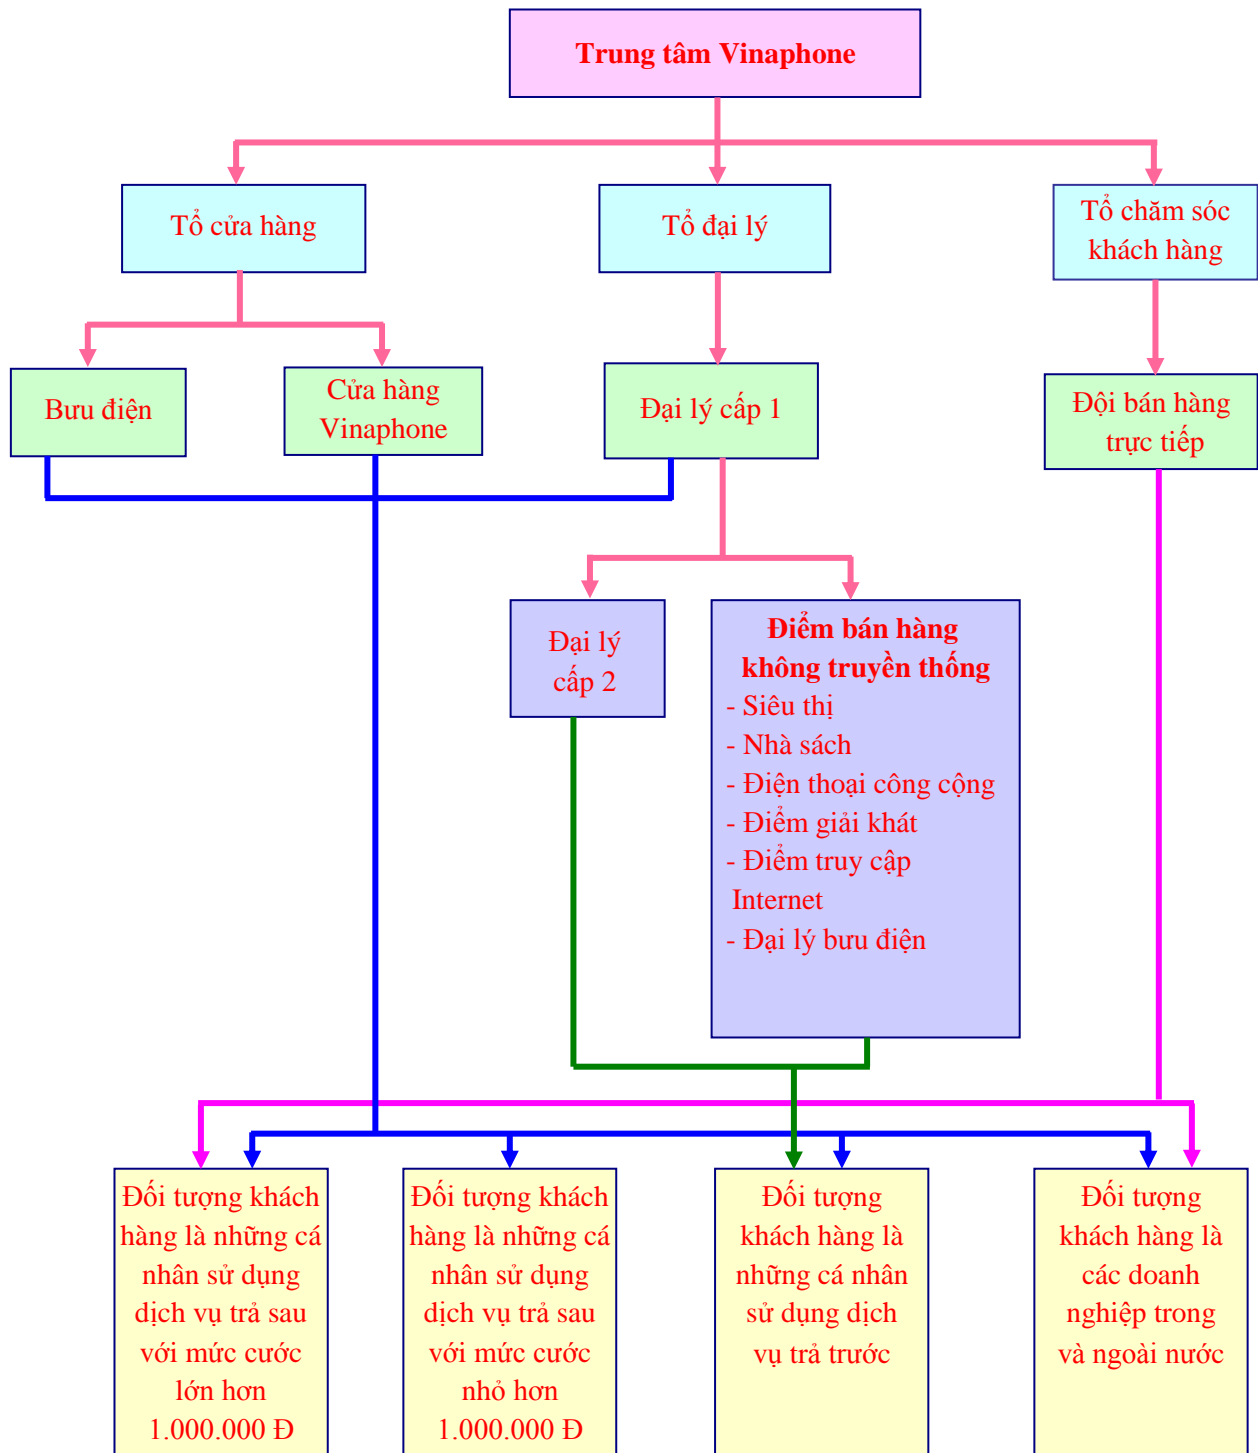 Trung tâm Vinaphone
Tổ cửa hàng
Tổ đại lý
Tổ chăm sóc
khách hàng
Bưu điện
Cửa hàng
Vinaphone
Đại lý cấp 1
Đội bán hàng
trực tiếp
Đại lý
cấp 2
Điểm bán hàng
không truyền thống
- Siêu thị
- Nhà sách
- Điện thoại công cộng
- Điểm giải khát
- Điểm truy cập
Internet
- Đại lý bưu điện
Đối tượng khách
hàng là những cá
nhân sử dụng
dịch vụ trả sau
với mức cước
lớn hơn
1.000.000 Đ
Đối tượng khách
hàng là những cá
nhân sử dụng
dịch vụ trả sau
với mức cước
nhỏ hơn
1.000.000 Đ
Đối tượng
khách hàng là
những cá nhân
sử dụng dịch
vụ trả trước
Đối tượng
khách hàng là
các doanh
nghiệp trong
và ngoài nước